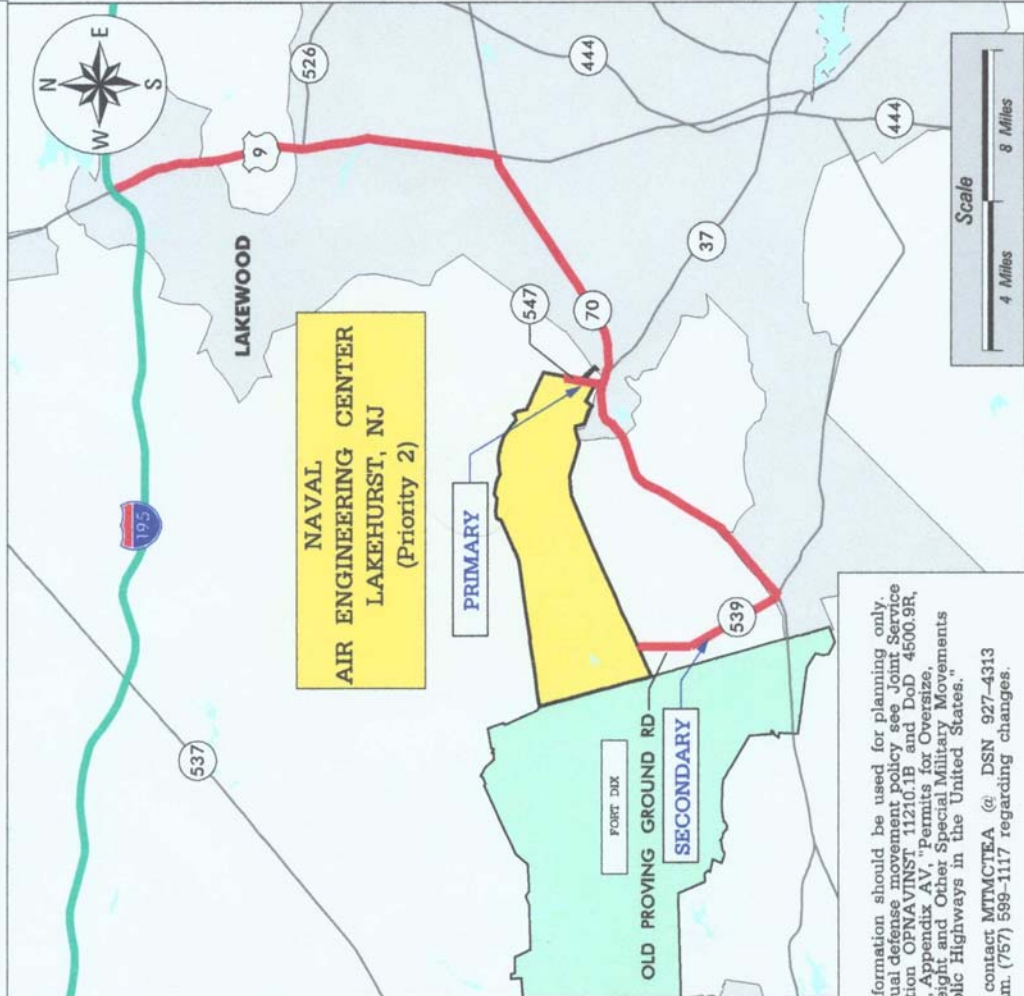 N
E
S
W
526
444
444
9
LAKEWOOD
195
537
547
70
37
539
NAVAL
AIR ENGINEERING CENTER
LAKEHURST, NJ
(Priority 2)
PRIMARY
FORT DIX
OLD PROVING GROUND RD
SECONDARY
Scale
4 Miles
8 Miles
formation should be used for planning only.
ual defense movement policy see Joint Service
tion OPNAVINST 11210.1B and DoD 4500.9R,
, Appendix AV, "Permits for Oversize,
eight and Other Special Military Movements
blic Highways in the United States."
contact MTMCTEA @ DSN 927-4313
m. (757) 599-1117 regarding changes.